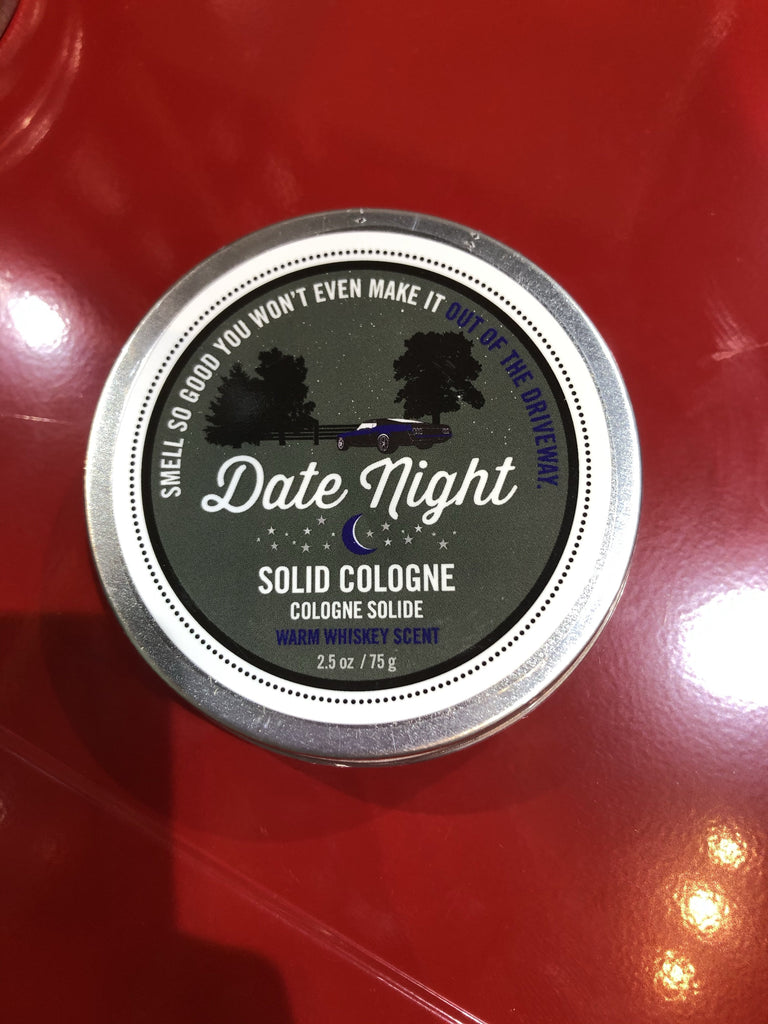 SMELL SO GOOD YOU WON'T EVEN MAKE IT OUT OF THE DRIVEWAY.
Date Night
SOLID COLOGNE
COLOGNE SOLIDE
WARM WHISKEY SCENT
2.5 oz / 75 g